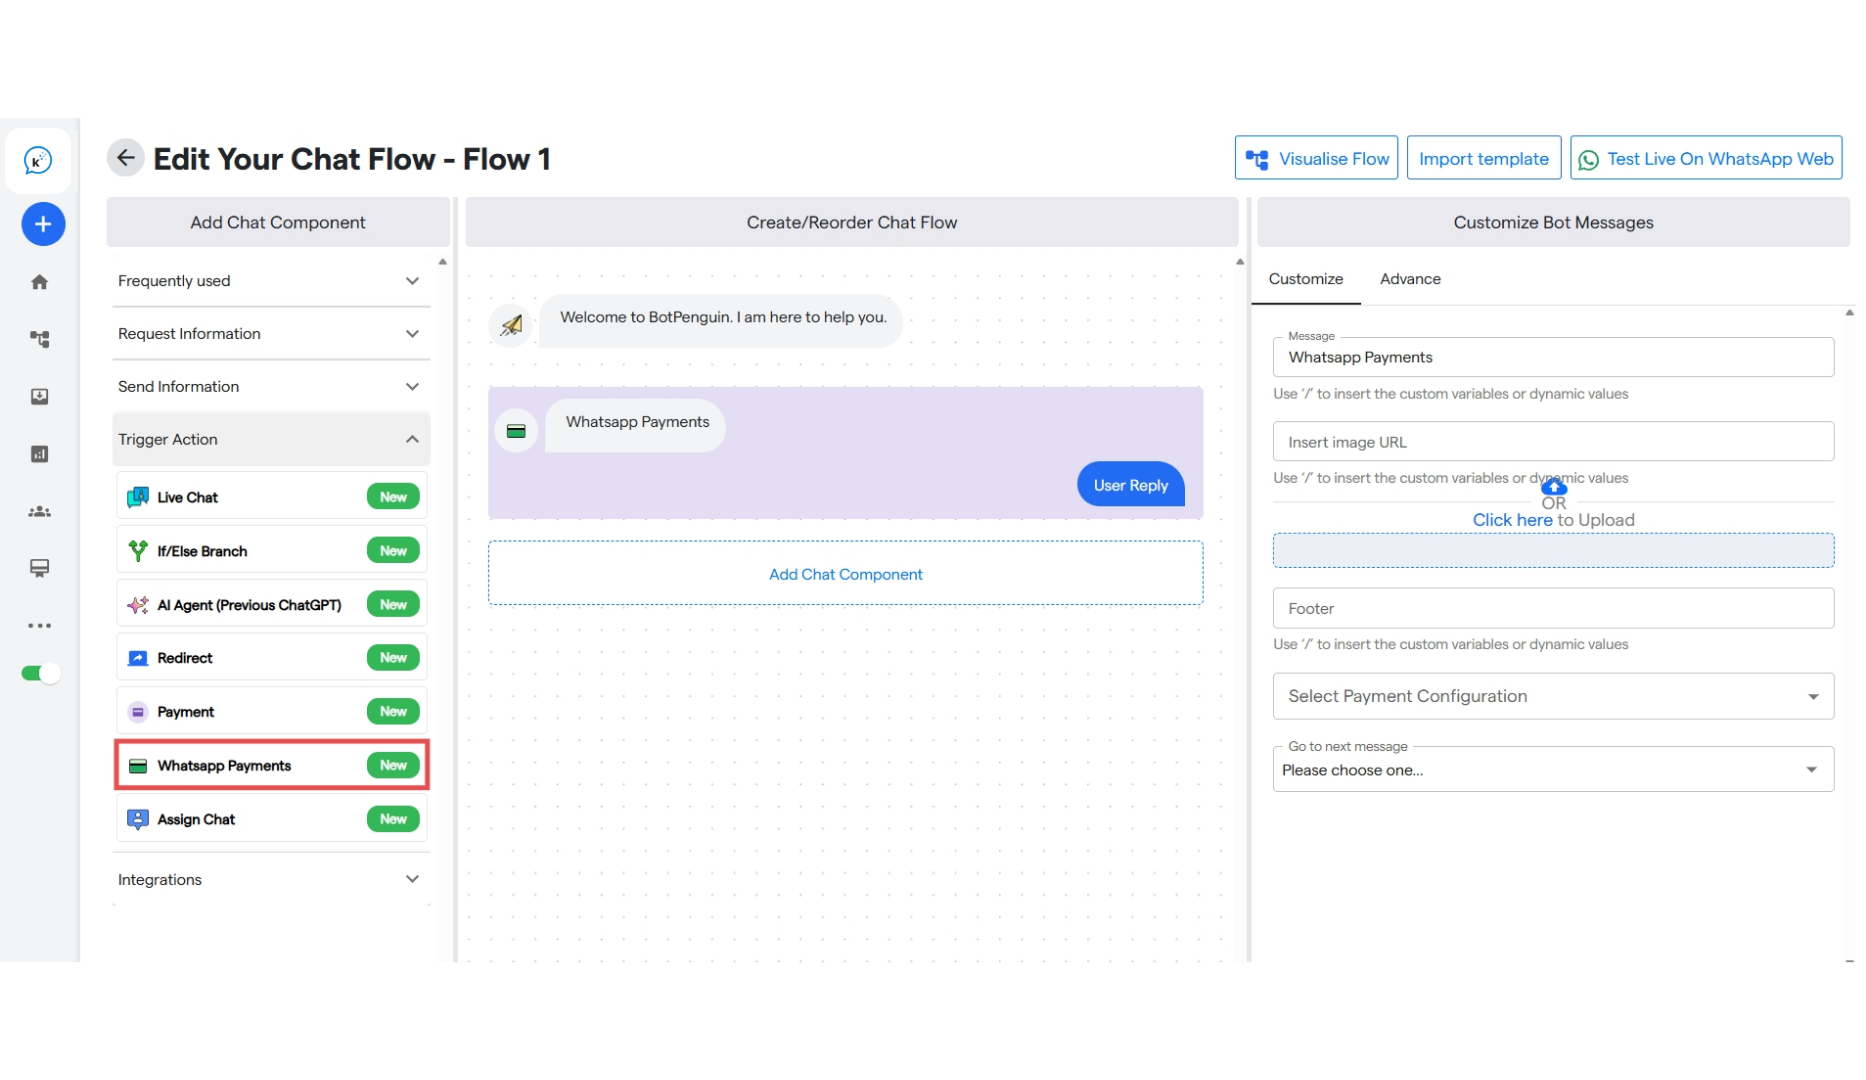 Edit Your Chat Flow - Flow 1
Visualise Flow
Import template
Test Live On WhatsApp Web
Add Chat Component
Create/Reorder Chat Flow
Customize Bot Messages
Frequently used
Request Information
Send Information
Trigger Action
Live Chat New
If/Else Branch New
AI Agent (Previous ChatGPT) New
Redirect New
Payment New
Whatsapp Payments New
Assign Chat New
Integrations
Welcome to BotPenguin. I am here to help you.
Whatsapp Payments
User Reply
Add Chat Component
Customize Advance
Message
Whatsapp Payments
Use '/' to insert the custom variables or dynamic values
Insert image URL
Use '/' to insert the custom variables or dynamic values
OR
Click here to Upload
Footer
Use '/' to insert the custom variables or dynamic values
Select Payment Configuration
Go to next message
Please choose one...
K